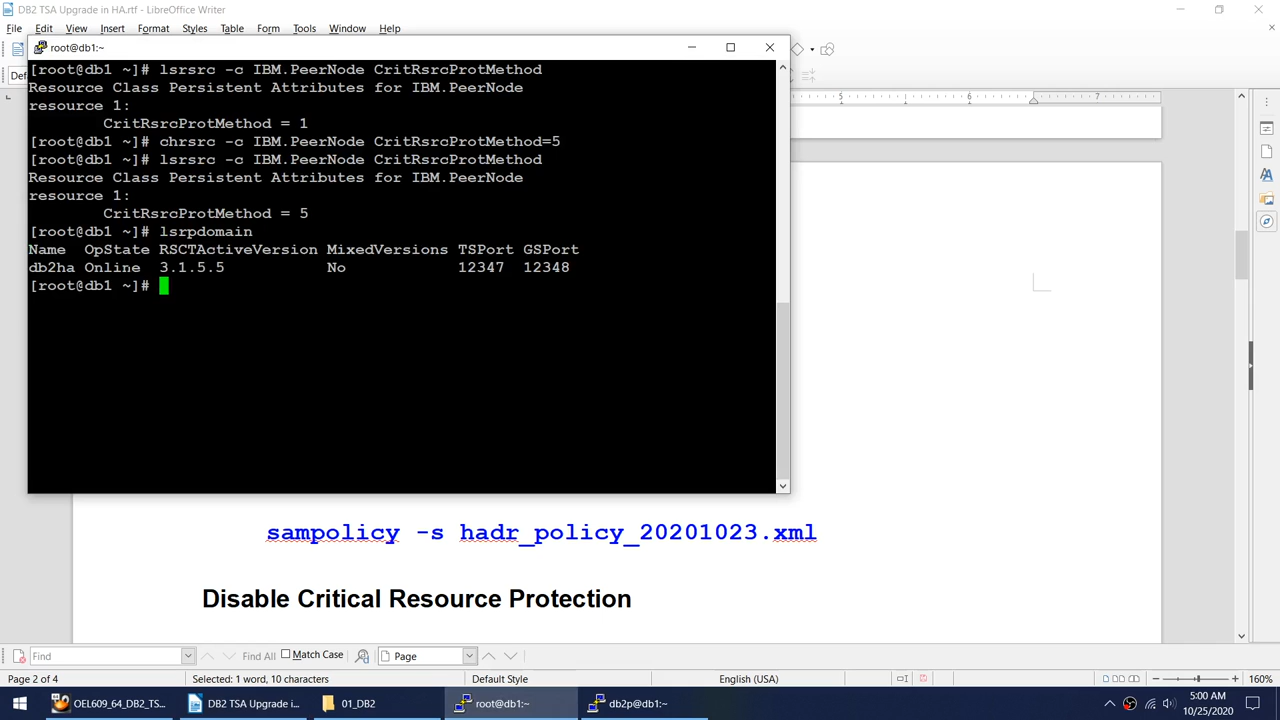 DB2 TSA Upgrade in HA.rtf - LibreOffice Writer
File Edit View Insert Format Styles Table Form Tools Window Help
root@db1:~
[root@db1 ~]# lsrsrc -c IBM.PeerNode CritRsrcProtMethod
Resource Class Persistent Attributes for IBM.PeerNode
resource 1:
CritRsrcProtMethod = 1
[root@db1 ~]# chrsrc -c IBM.PeerNode CritRsrcProtMethod=5
[root@db1 ~]# lsrsrc -c IBM.PeerNode CritRsrcProtMethod
Resource Class Persistent Attributes for IBM.PeerNode
resource 1:
CritRsrcProtMethod = 5
[root@db1 ~]# lsrpdomain
Name OpState RSCTActiveVersion MixedVersions TSPort GSPort
db2ha Online 3.1.5.5 No 12347 12348
[root@db1 ~]#
Def
5 6 7
sampolicy -s hadr_policy_20201023.xml
Disable Critical Resource Protection
Find Find All Match Case Page
Page 2 of 4 Selected: 1 word, 10 characters Default Style English (USA) 160%
OEL609_64_DB2_TS... DB2 TSA Upgrade i... 01_DB2 root@db1:~ db2p@db1:~ 5:00 AM
10/25/2020